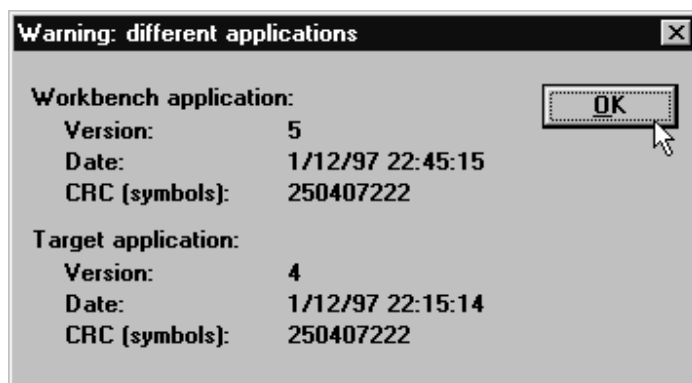 Warning: different applications
Workbench application:
OK
Version: 5
Date: 1/12/97 22:45:15
CRC (symbols): 250407222
Target application:
Version: 4
Date: 1/12/97 22:15:14
CRC (symbols): 250407222